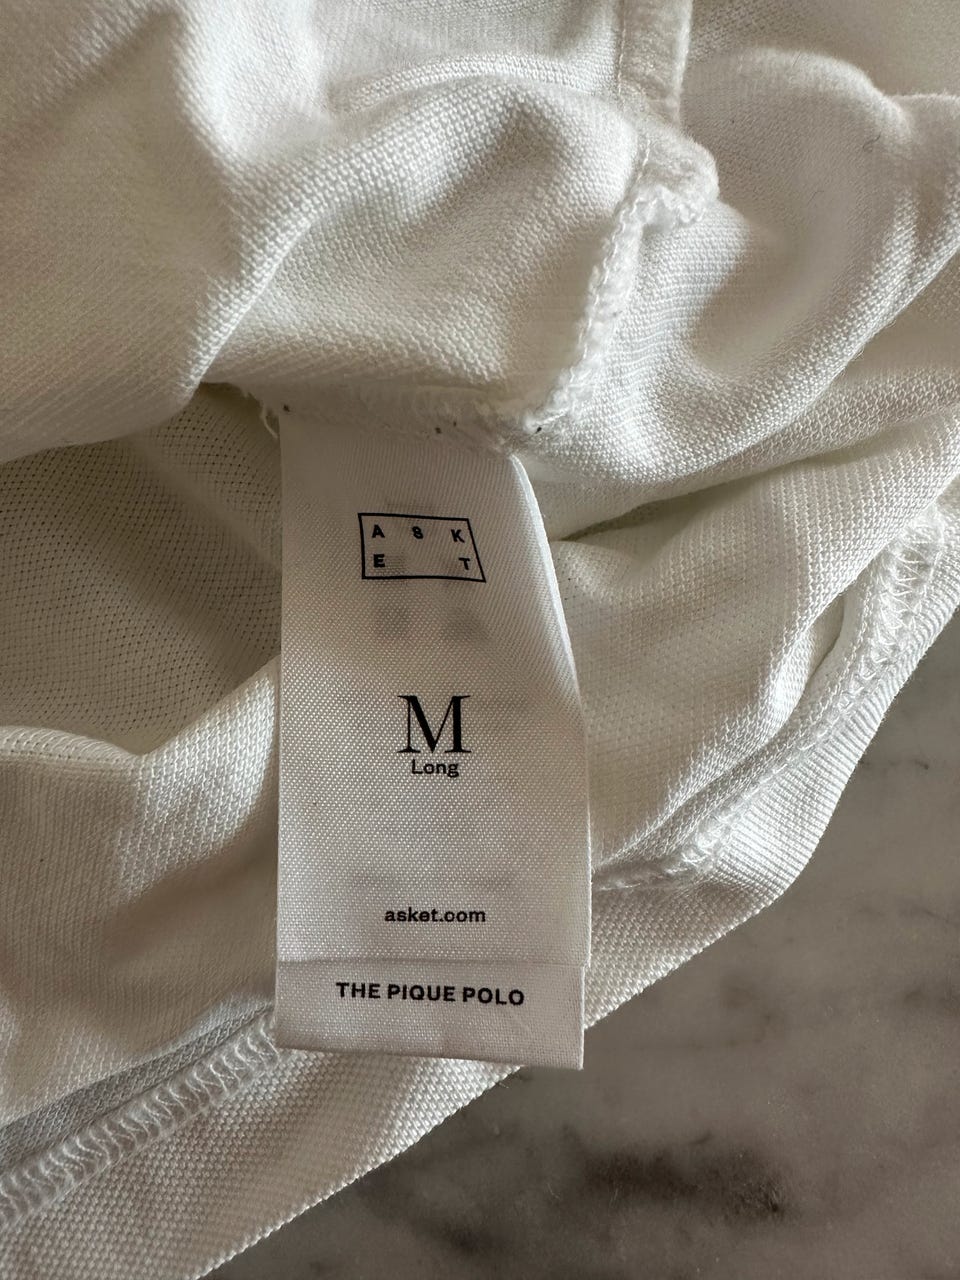 A S K
E T
M
Long
asket.com
THE PIQUE POLO